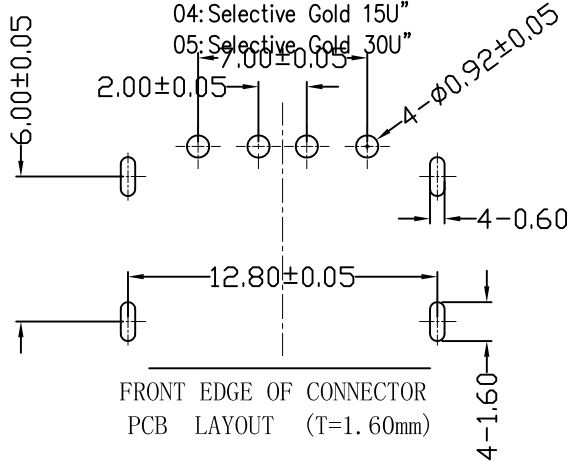 04:Selective Gold 15U”
05:Selective Gold 30U”
7.00±0.05
2.00±0.05
4-Ø0.92±0.05
6.00±0.05
4-0.60
12.80±0.05
4-1.60
FRONT EDGE OF CONNECTOR
PCB LAYOUT (T=1.60mm)